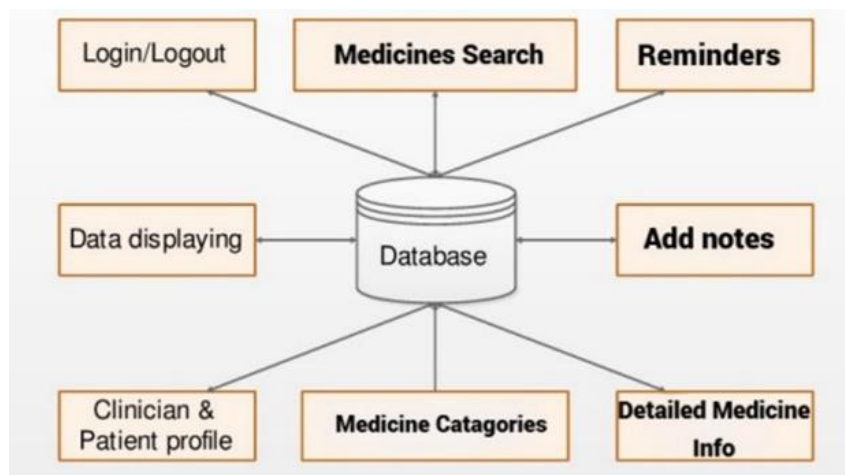 Login/Logout
Medicines Search
Reminders
Data displaying
Database
Add notes
Clinician &
Patient profile
Medicine Catagories
Detailed Medicine
Info